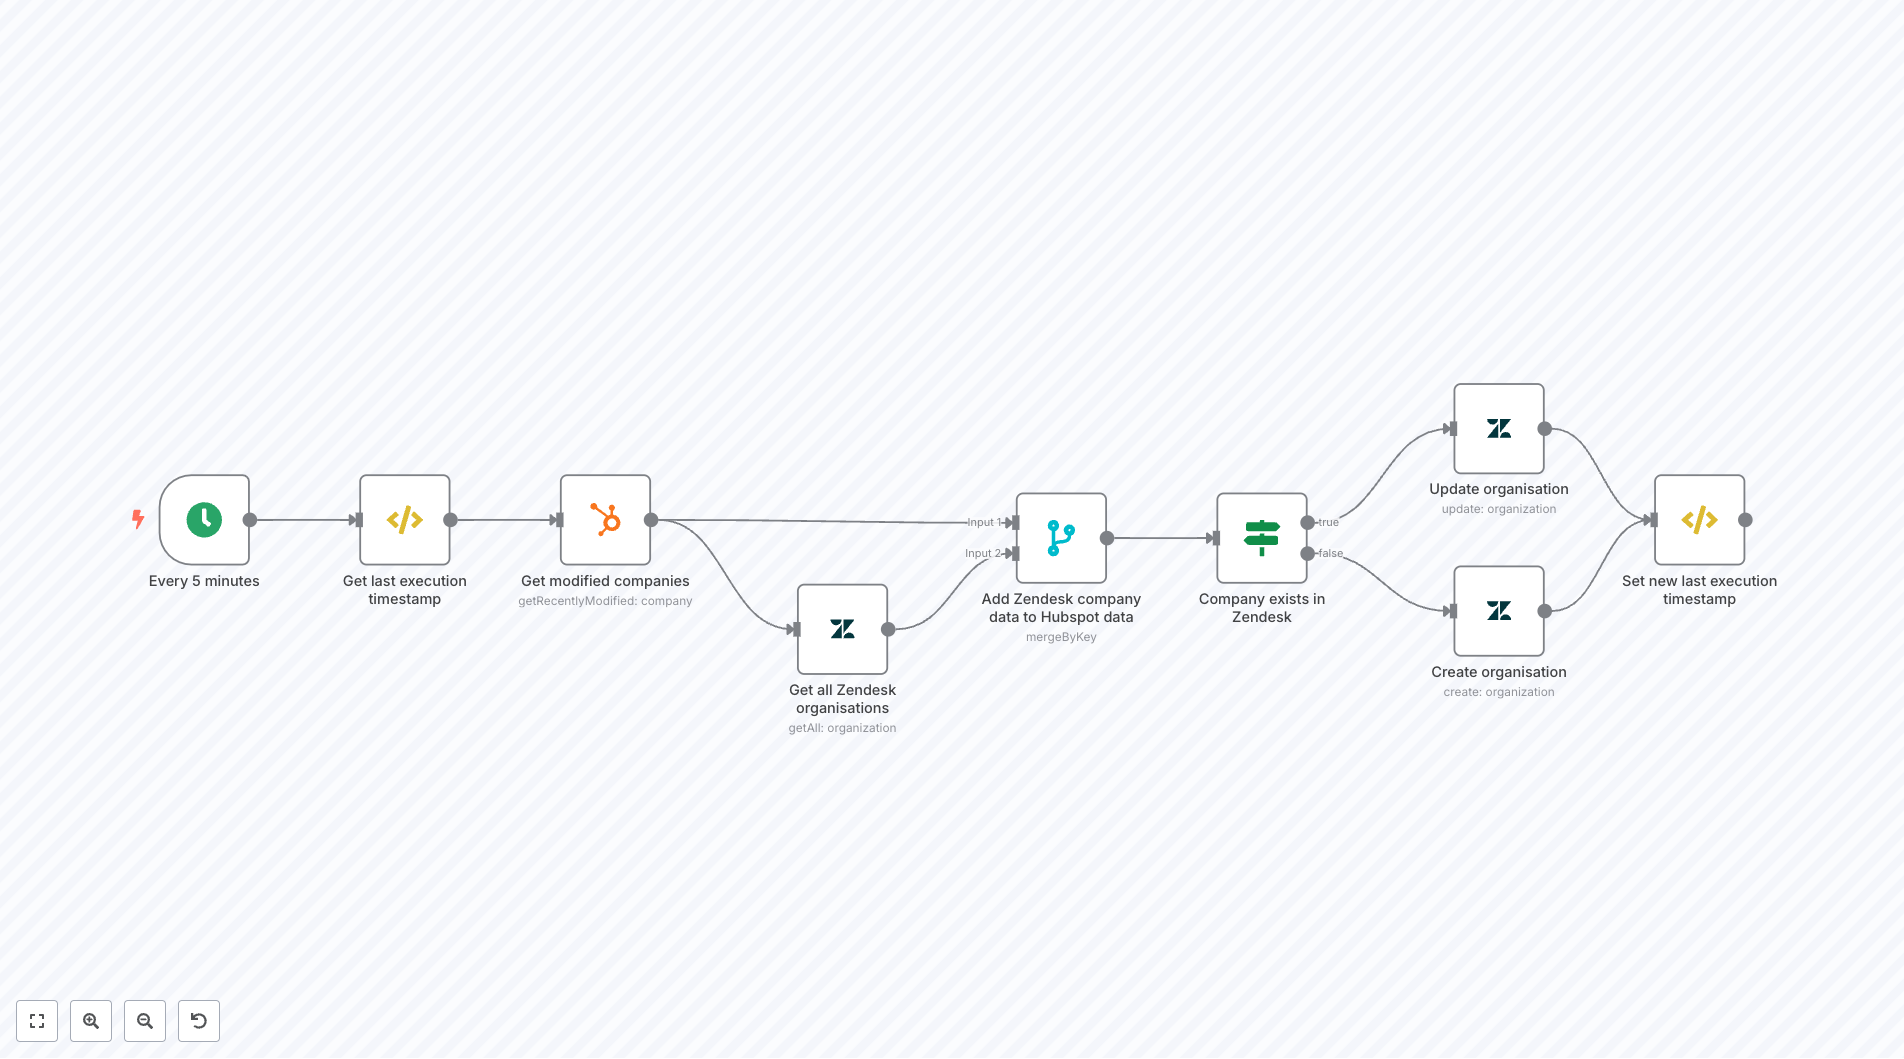 Every 5 minutes
Get last execution
timestamp
Get modified companies
getRecentlyModified: company
Get all Zendesk
organisations
getAll: organization
Input 1
Input 2
Add Zendesk company
data to Hubspot data
mergeByKey
Company exists in
Zendesk
true
false
Update organisation
update: organization
Create organisation
create: organization
Set new last execution
timestamp